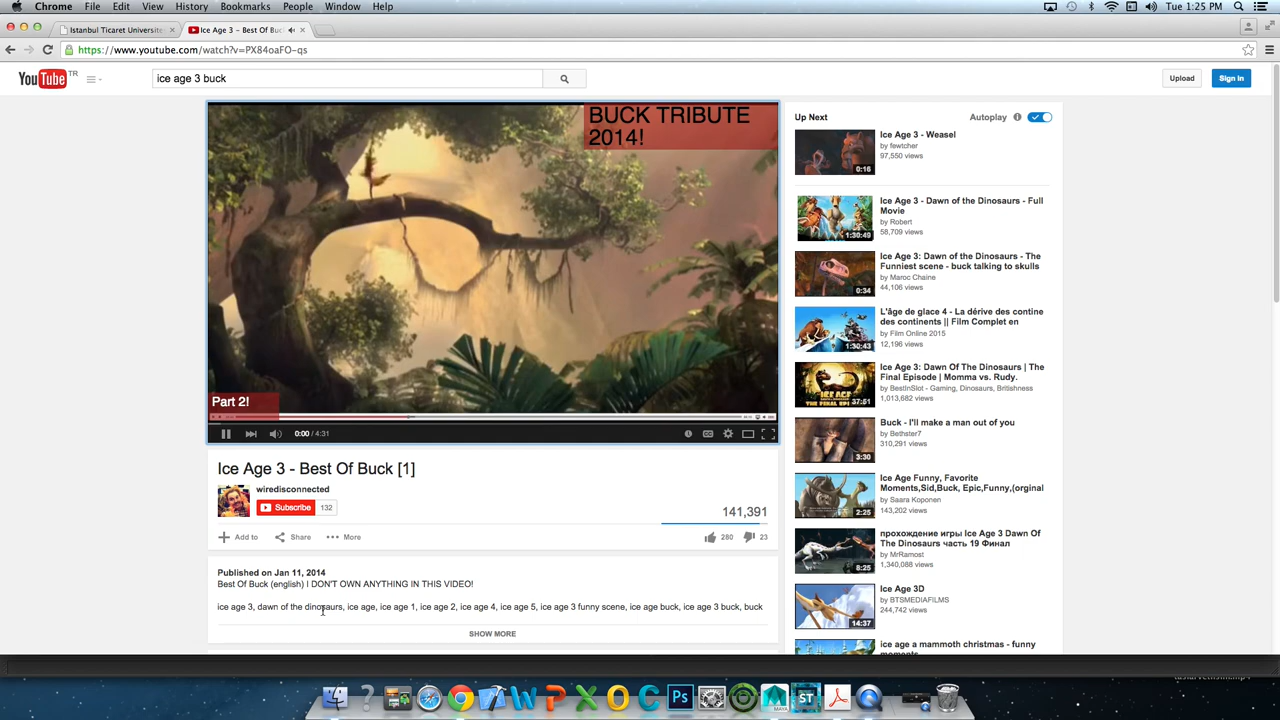 Chrome File Edit View History Bookmarks People Window Help
Tue 1:25 PM
Istanbul Ticaret Universites
Ice Age 3 - Best Of Buc
https://www.youtube.com/watch?v=PX84oaFO-qs
YouTube TR
ice age 3 buck
Upload
Sign in
BUCK TRIBUTE
2014!
Part 2!
0:00 / 4:31
Ice Age 3 - Best Of Buck [1]
wiredisconnected
Subscribe 132
141,391
Add to Share More
280 23
Published on Jan 11, 2014
Best Of Buck (english) I DON'T OWN ANYTHING IN THIS VIDEO!
ice age 3, dawn of the dinosaurs, ice age, ice age 1, ice age 2, ice age 4, ice age 5, ice age 3 funny scene, ice age buck, ice age 3 buck, buck
SHOW MORE
Up Next
Autoplay
Ice Age 3 - Weasel
by fewtcher
97,550 views
0:16
Ice Age 3 - Dawn of the Dinosaurs - Full
Movie
by Robert
58,709 views
1:30:49
Ice Age 3: Dawn of the Dinosaurs - The
Funniest scene - buck talking to skulls
by Maroc Chaine
44,106 views
0:34
L'âge de glace 4 - La dérive des contine
des continents || Film Complet en
by Film Online 2015
12,196 views
1:30:43
Ice Age 3: Dawn Of The Dinosaurs | The
Final Episode | Momma vs. Rudy.
by BestInSlot - Gaming, Dinosaurs, Britishness
1,013,682 views
37:51
Buck - I'll make a man out of you
by Bethster7
310,291 views
3:30
Ice Age Funny, Favorite
Moments,Sid,Buck, Epic,Funny,(orginal
by Saara Koponen
143,202 views
2:25
прохождение игры Ice Age 3 Dawn Of
The Dinosaurs часть 19 Финал
by MrRamost
1,340,088 views
8:25
Ice Age 3D
by BTSMEDIAFILMS
244,742 views
14:37
ice age a mammoth christmas - funny
moments
Ps
MAYA
ST